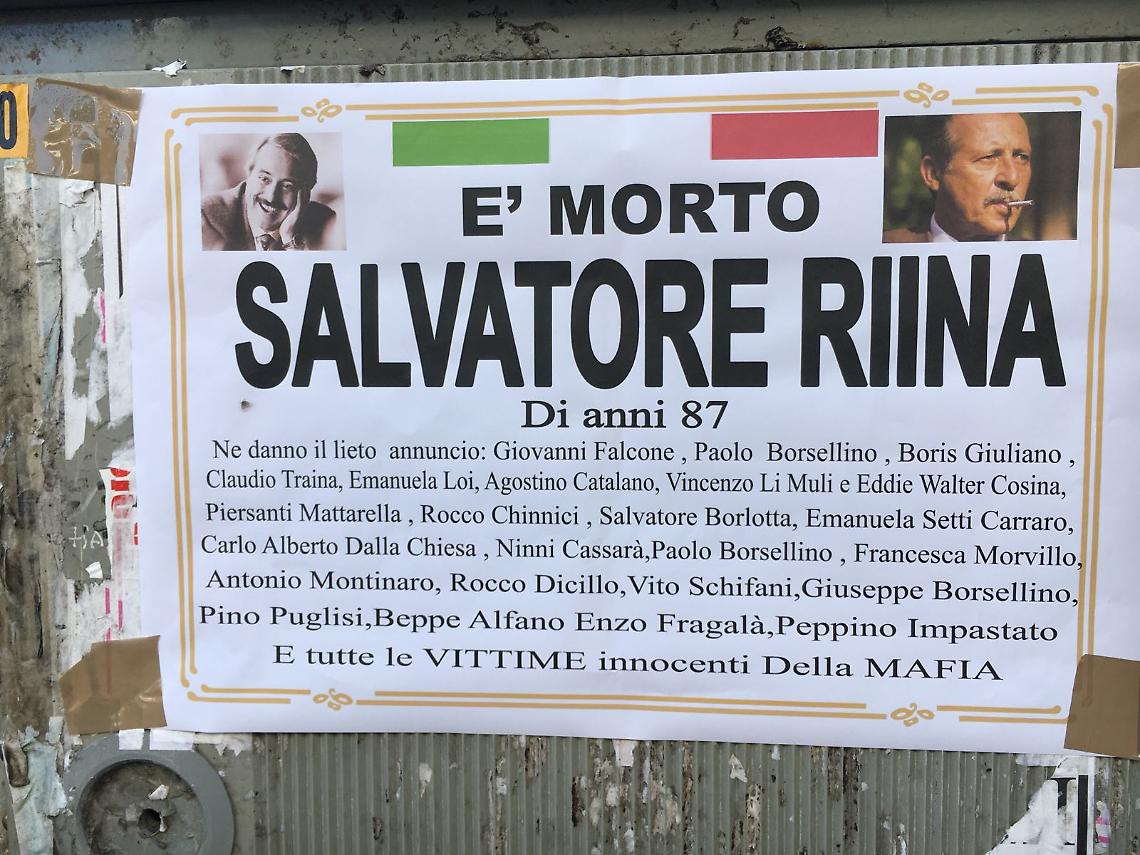 E' MORTO
SALVATORE RIINA
Di anni 87
Ne danno il lieto annuncio: Giovanni Falcone , Paolo Borsellino , Boris Giuliano ,
Claudio Traina, Emanuela Loi, Agostino Catalano, Vincenzo Li Muli e Eddie Walter Cosina,
Piersanti Mattarella , Rocco Chinnici , Salvatore Borlotta, Emanuela Setti Carraro,
Carlo Alberto Dalla Chiesa , Ninni Cassarà,Paolo Borsellino , Francesca Morvillo,
Antonio Montinaro, Rocco Dicillo,Vito Schifani,Giuseppe Borsellino,
Pino Puglisi,Beppe Alfano Enzo Fragalà,Peppino Impastato
E tutte le VITTIME innocenti Della MAFIA